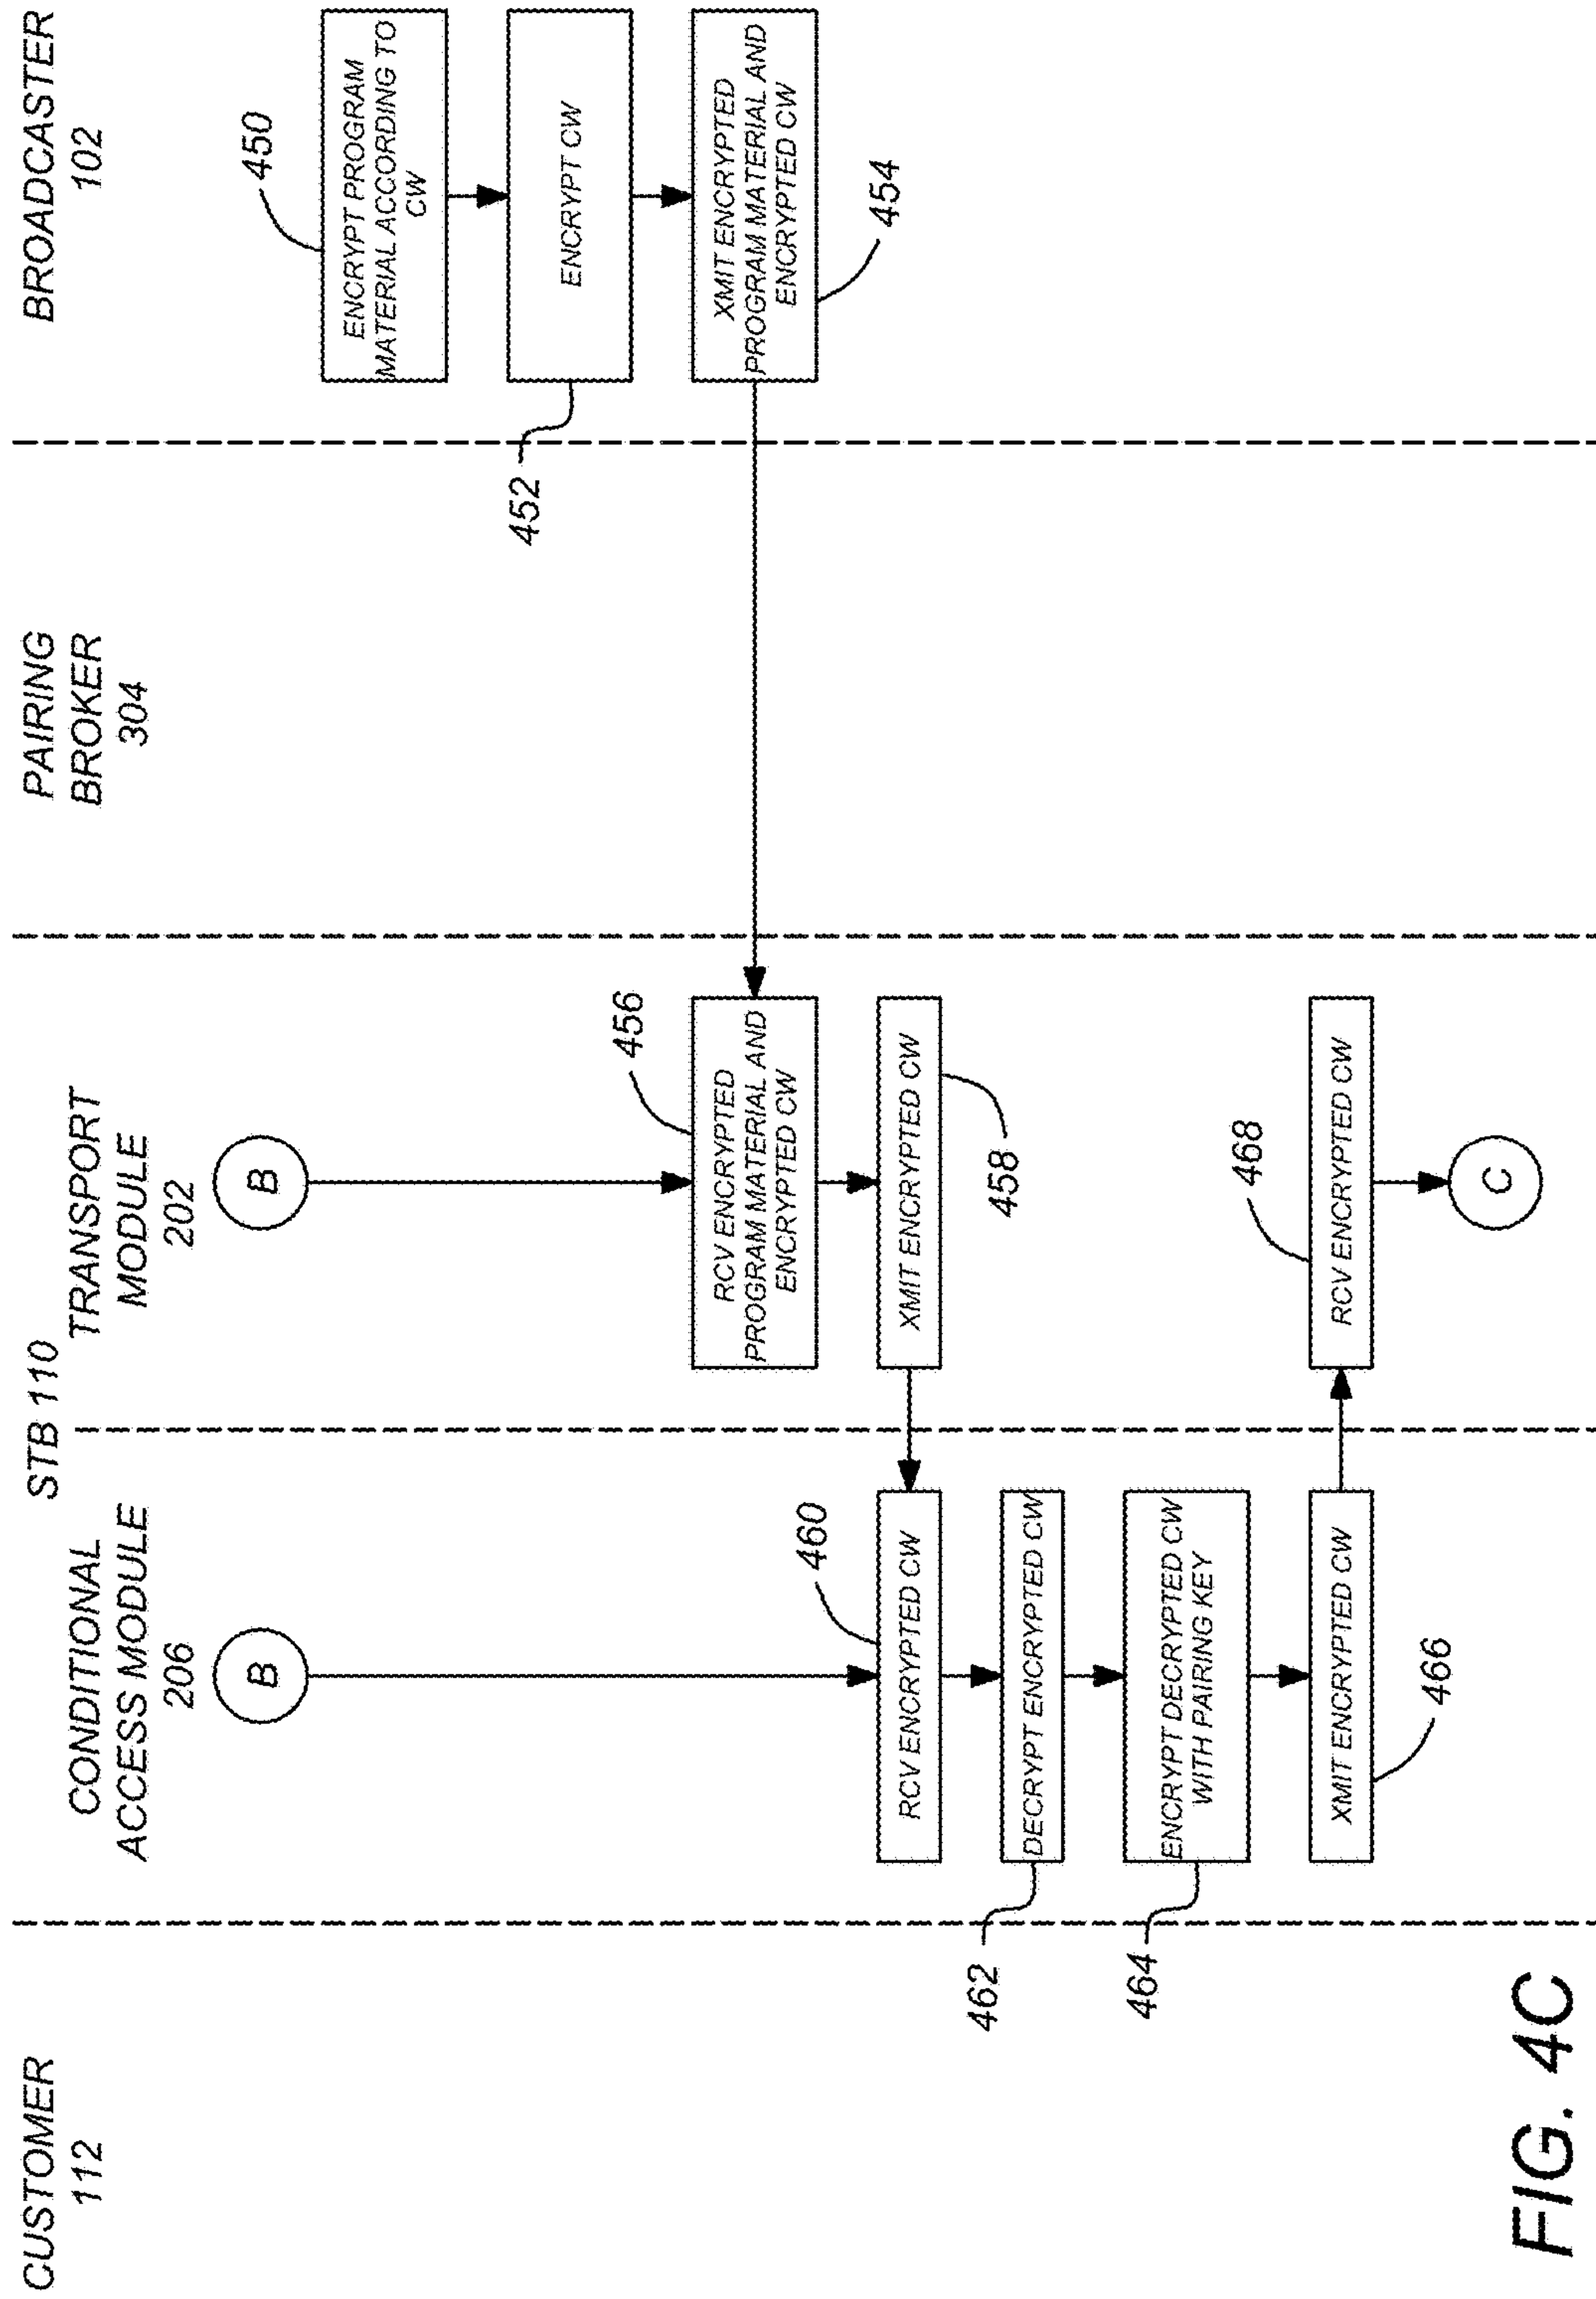 CUSTOMER
112
STB 110
CONDITIONAL
ACCESS MODULE
206
TRANSPORT
MODULE
202
PAIRING
BROKER
304
BROADCASTER
102
B
B
450
ENCRYPT PROGRAM
MATERIAL ACCORDING TO
CW
452
ENCRYPT CW
XMIT ENCRYPTED
PROGRAM MATERIAL AND
ENCRYPTED CW
454
456
RCV ENCRYPTED
PROGRAM MATERIAL AND
ENCRYPTED CW
XMIT ENCRYPTED CW
458
460
RCV ENCRYPTED CW
462
DECRYPT ENCRYPTED CW
464
ENCRYPT DECRYPTED CW
WITH PAIRING KEY
XMIT ENCRYPTED CW
466
468
RCV ENCRYPTED CW
C
FIG. 4C